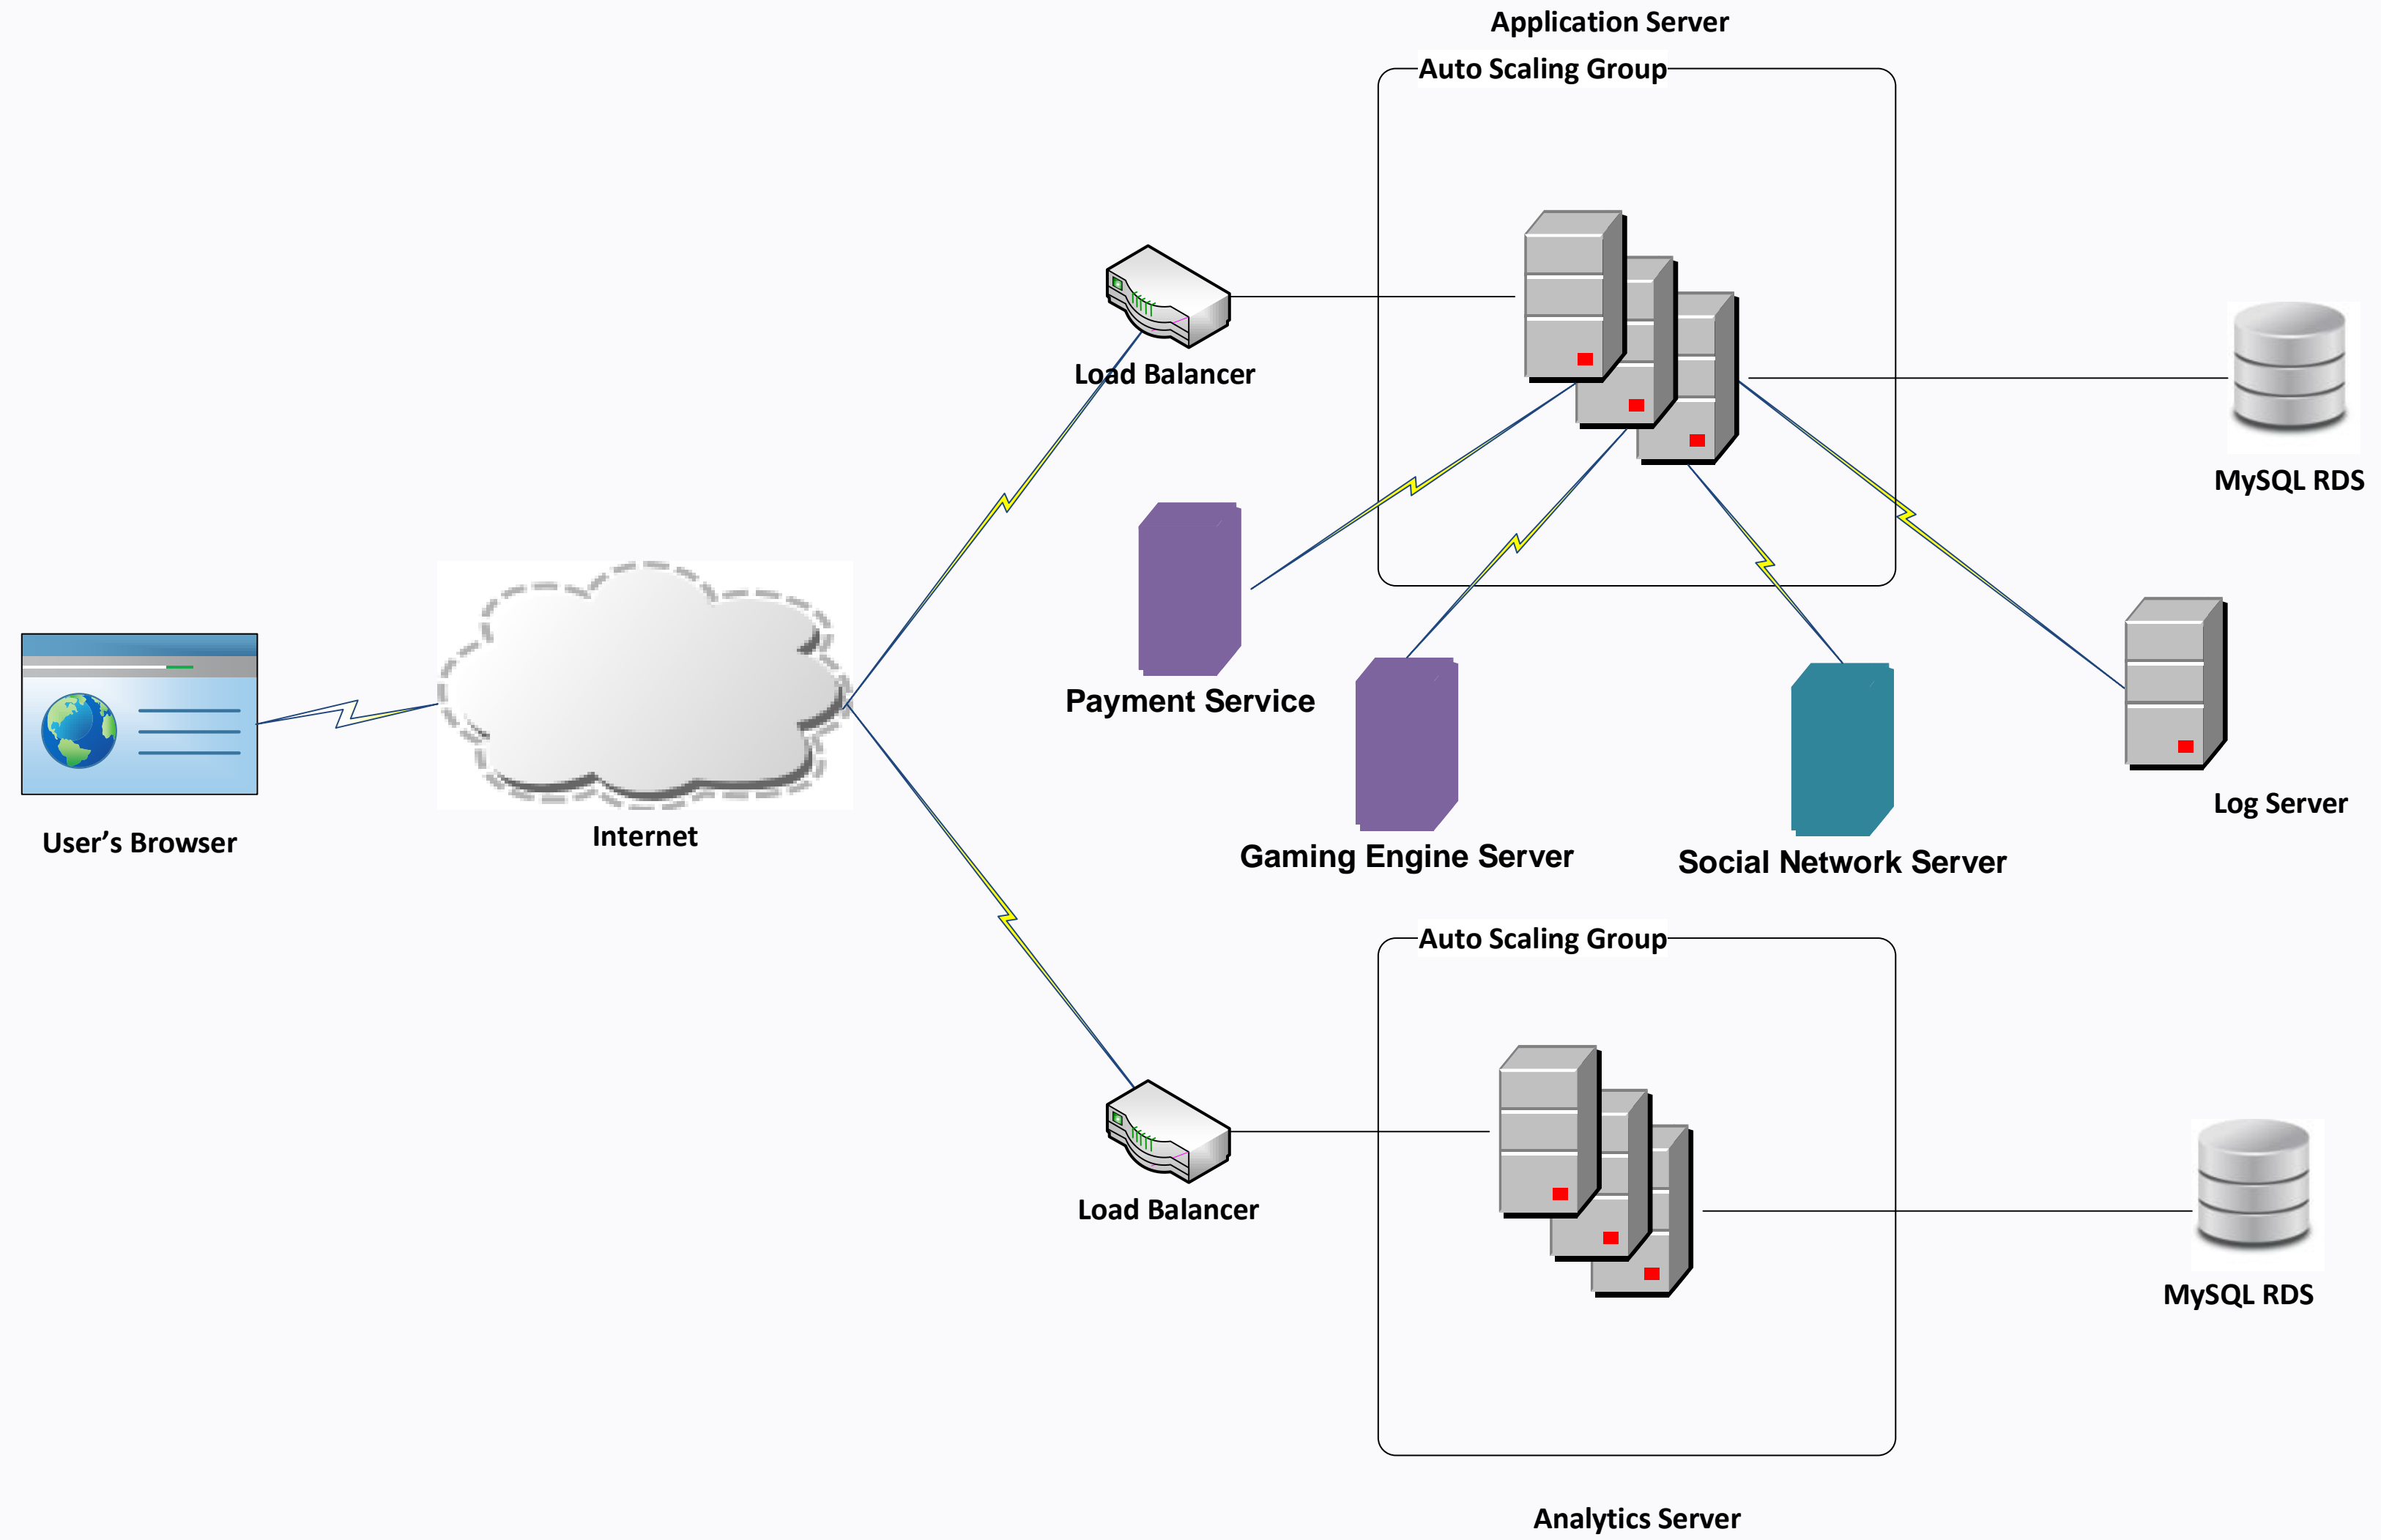 Application Server
Auto Scaling Group
Load Balancer
MySQL RDS
Payment Service
Log Server
User’s Browser
Internet
Gaming Engine Server
Social Network Server
Auto Scaling Group
Load Balancer
MySQL RDS
Analytics Server